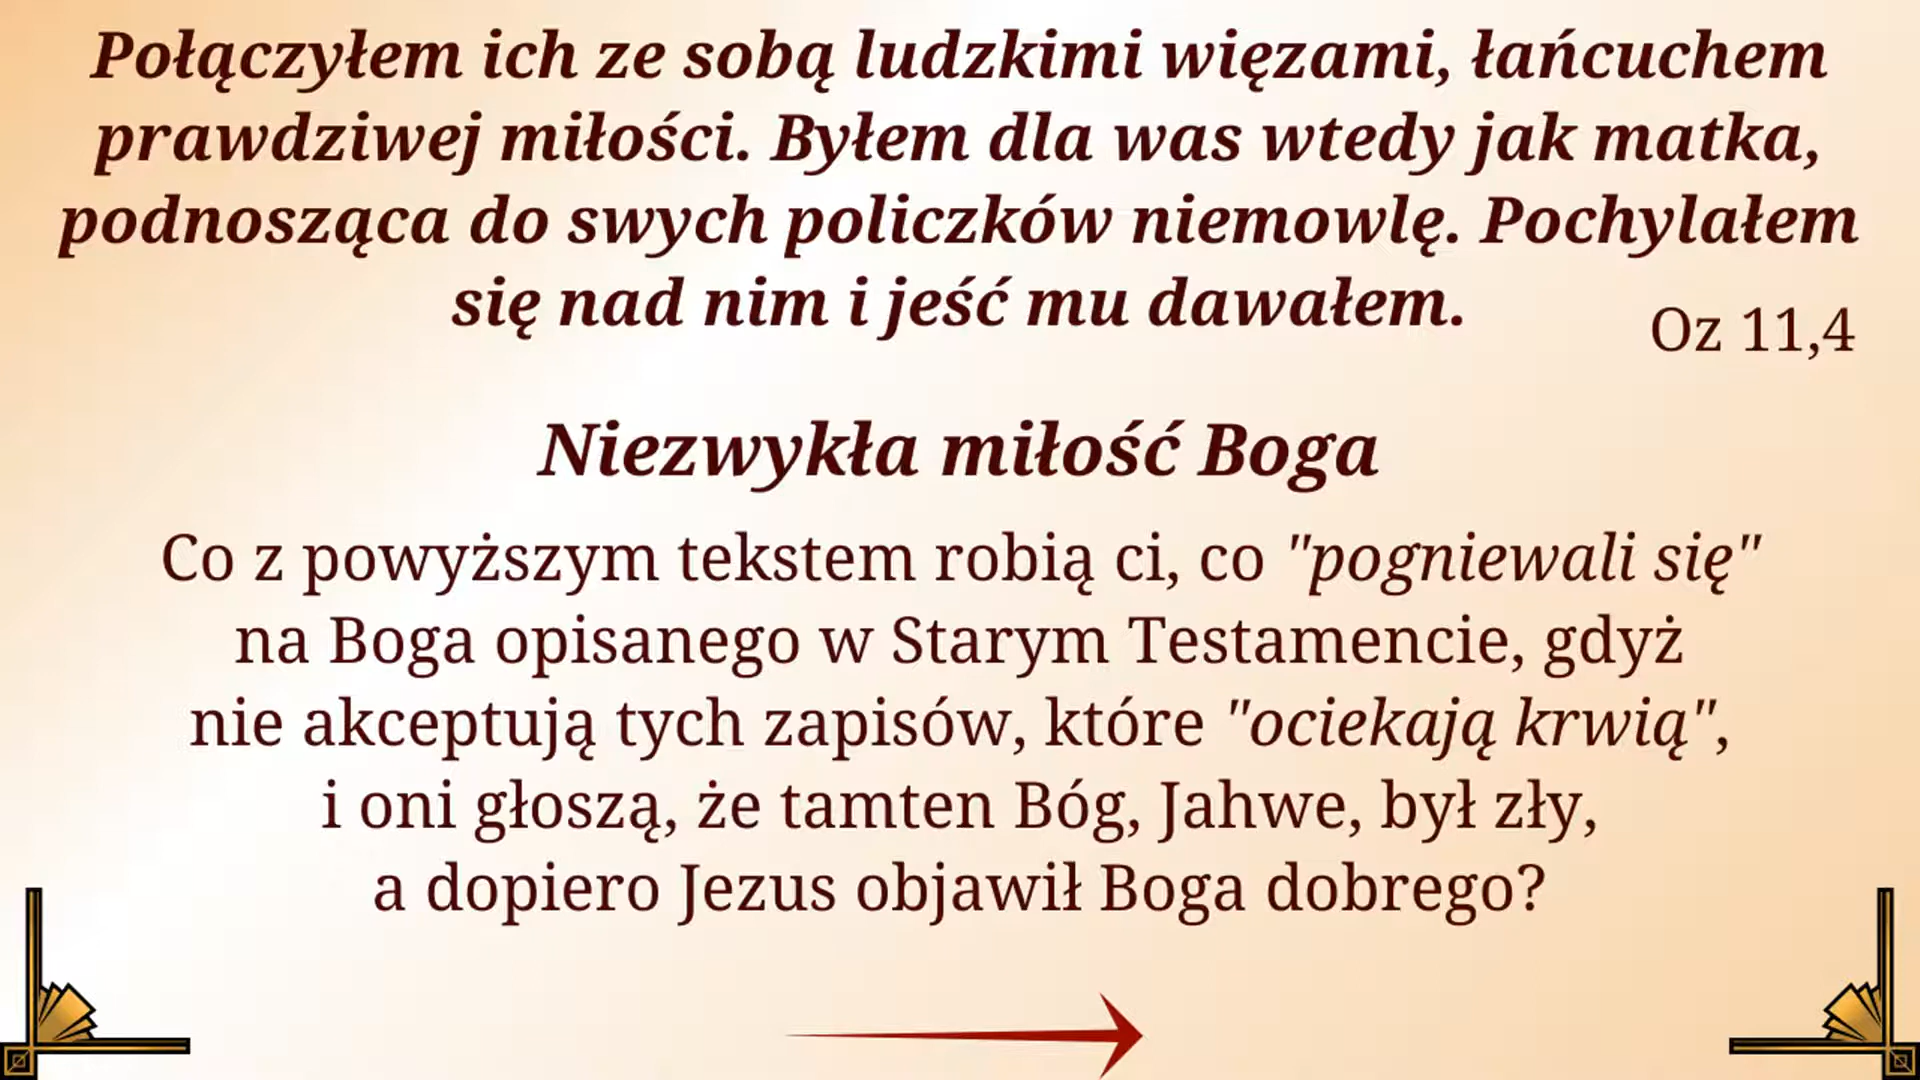 Połączyłem ich ze sobą ludzkimi więzami, łańcuchem
prawdziwej miłości. Byłem dla was wtedy jak matka,
podnosząca do swych policzków niemowlę. Pochylałem
się nad nim i jeść mu dawałem.
Oz 11,4
Niezwykła miłość Boga
Co z powyższym tekstem robią ci, co "pogniewali się"
na Boga opisanego w Starym Testamencie, gdyż
nie akceptują tych zapisów, które "ociekają krwią",
i oni głoszą, że tamten Bóg, Jahwe, był zły,
a dopiero Jezus objawił Boga dobrego?